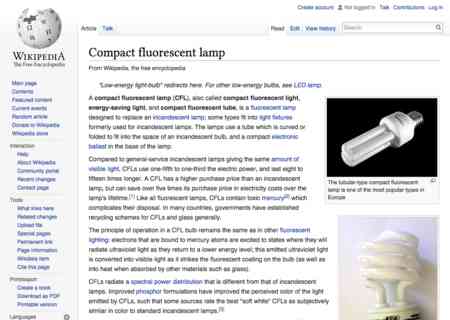 Create account Not logged in Talk Contributions Log in
Article Talk Read Edit View history Search
WIKIPEDIA
The Free Encyclopedia
Main page
Contents
Featured content
Current events
Random article
Donate to Wikipedia
Wikipedia store
Interaction
Help
About Wikipedia
Community portal
Recent changes
Contact page
Tools
What links here
Related changes
Upload file
Special pages
Permanent link
Page information
Wikidata item
Cite this page
Print/export
Create a book
Download as PDF
Printable version
Languages
Compact fluorescent lamp
From Wikipedia, the free encyclopedia
"Low-energy light-bulb" redirects here. For other low-energy bulbs, see LED lamp.
A compact fluorescent lamp (CFL), also called compact fluorescent light,
energy-saving light, and compact fluorescent tube, is a fluorescent lamp
designed to replace an incandescent lamp; some types fit into light fixtures
formerly used for incandescent lamps. The lamps use a tube which is curved or
folded to fit into the space of an incandescent bulb, and a compact electronic
ballast in the base of the lamp.
Compared to general-service incandescent lamps giving the same amount of
visible light, CFLs use one-fifth to one-third the electric power, and last eight to
fifteen times longer. A CFL has a higher purchase price than an incandescent
lamp, but can save over five times its purchase price in electricity costs over the
lamp's lifetime.[1] Like all fluorescent lamps, CFLs contain toxic mercury[2] which
complicates their disposal. In many countries, governments have established
recycling schemes for CFLs and glass generally.
The principle of operation in a CFL bulb remains the same as in other fluorescent
lighting: electrons that are bound to mercury atoms are excited to states where they will
radiate ultraviolet light as they return to a lower energy level; this emitted ultraviolet light
is converted into visible light as it strikes the fluorescent coating on the bulb (as well as
into heat when absorbed by other materials such as glass).
CFLs radiate a spectral power distribution that is different from that of incandescent
lamps. Improved phosphor formulations have improved the perceived color of the light
emitted by CFLs, such that some sources rate the best "soft white" CFLs as subjectively
similar in color to standard incandescent lamps.[3]
The tubular-type compact fluorescent
lamp is one of the most popular types in
Europe